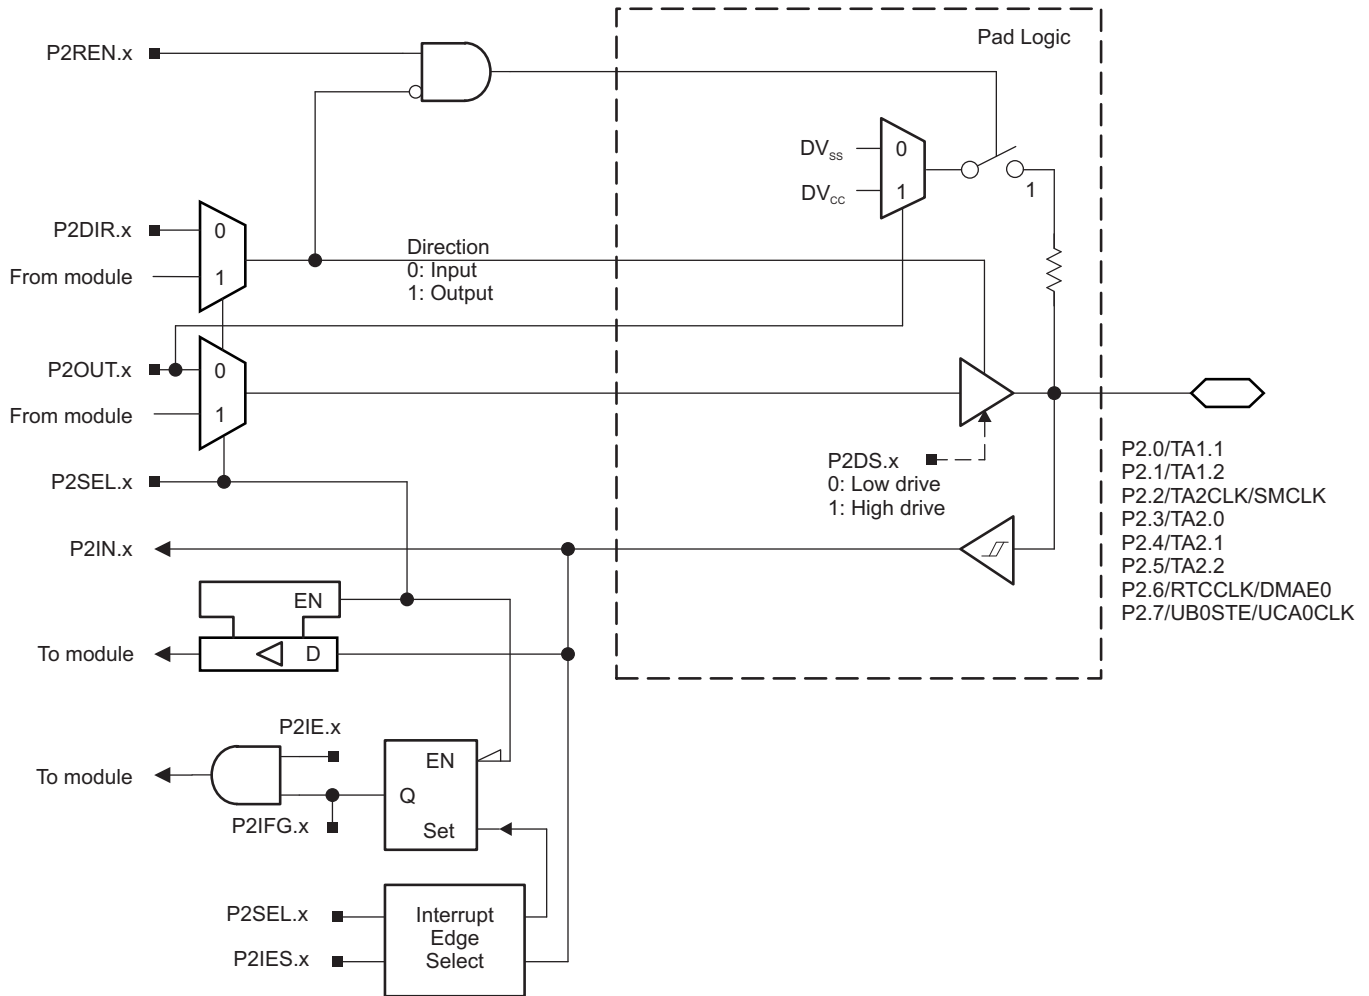 Pad Logic
P2REN.x
DVSS
0
DVCC
1
1
P2DIR.x
0
From module
1
Direction
0: Input
1: Output
P2OUT.x
0
From module
1
P2SEL.x
P2DS.x
0: Low drive
1: High drive
P2.0/TA1.1
P2.1/TA1.2
P2.2/TA2CLK/SMCLK
P2.3/TA2.0
P2.4/TA2.1
P2.5/TA2.2
P2.6/RTCCLK/DMAE0
P2.7/UB0STE/UCA0CLK
P2IN.x
EN
To module
D
P2IE.x
EN
To module
Q
P2IFG.x
Set
P2SEL.x
Interrupt
Edge
Select
P2IES.x